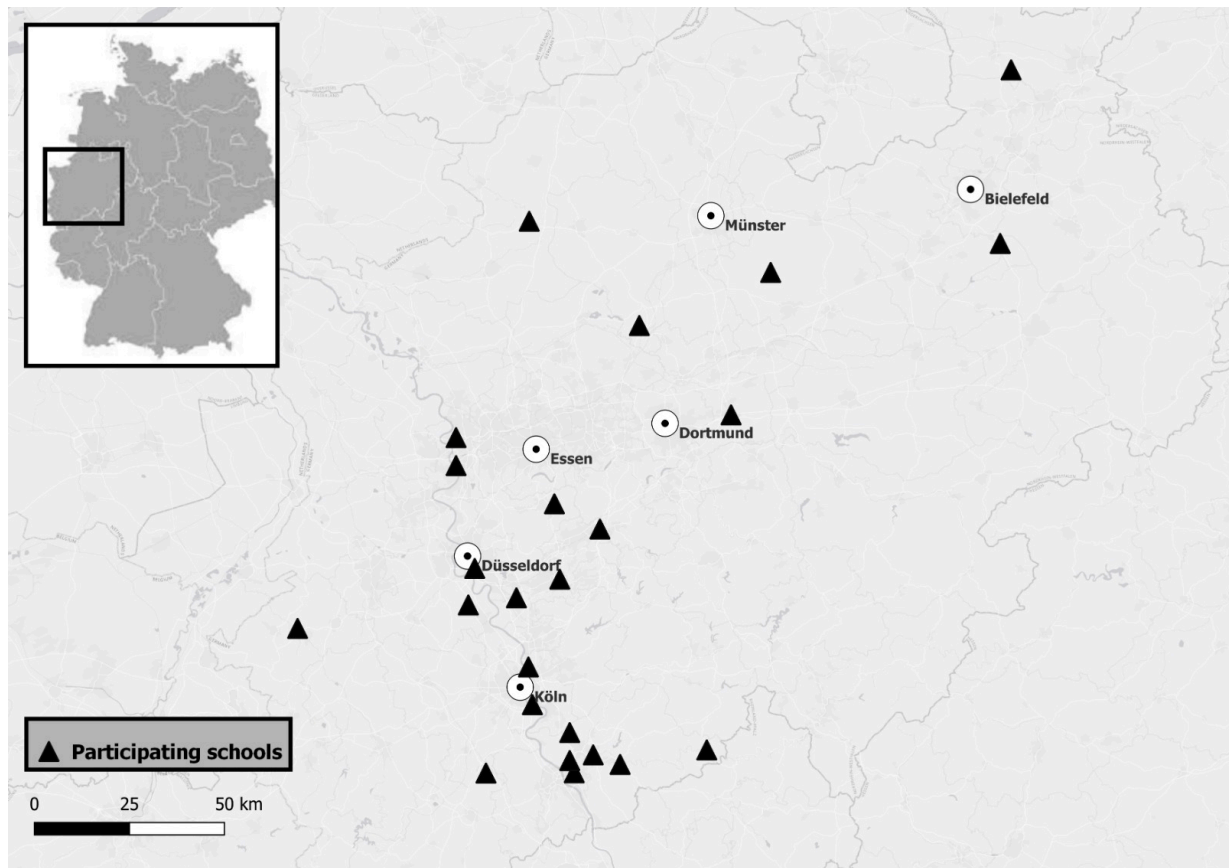 Bielefeld
Münster
Dortmund
Essen
Düsseldorf
Köln
Participating schools
0 25 50 km